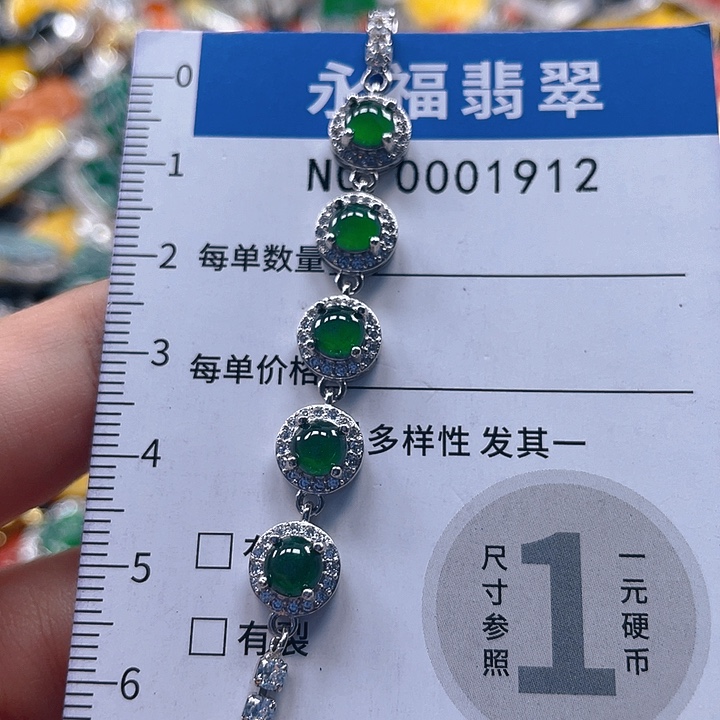 永福翡翠
NO 0001912
每单数量
每单价格
多样性 发其一
有裂
尺寸参照
1
一元硬币
0
1
2
3
4
5
6